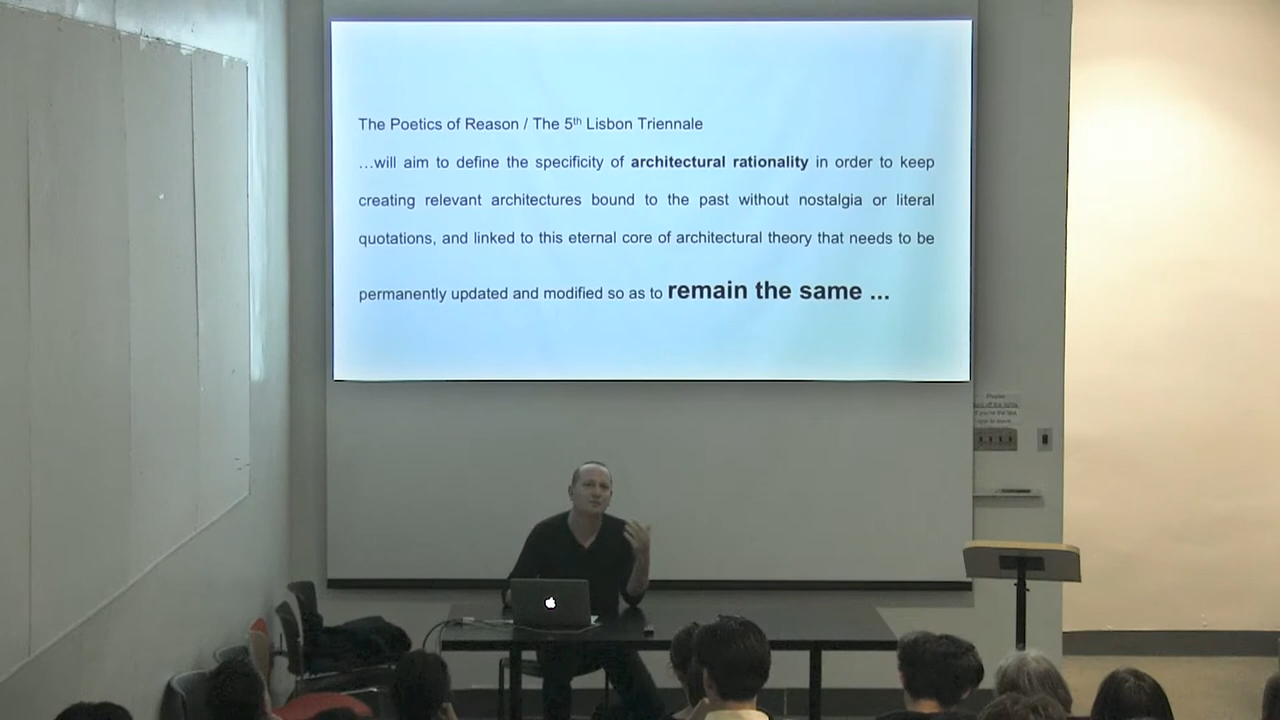 The Poetics of Reason / The 5th Lisbon Triennale
…will aim to define the specificity of architectural rationality in order to keep
creating relevant architectures bound to the past without nostalgia or literal
quotations, and linked to this eternal core of architectural theory that needs to be
permanently updated and modified so as to remain the same ...
Please